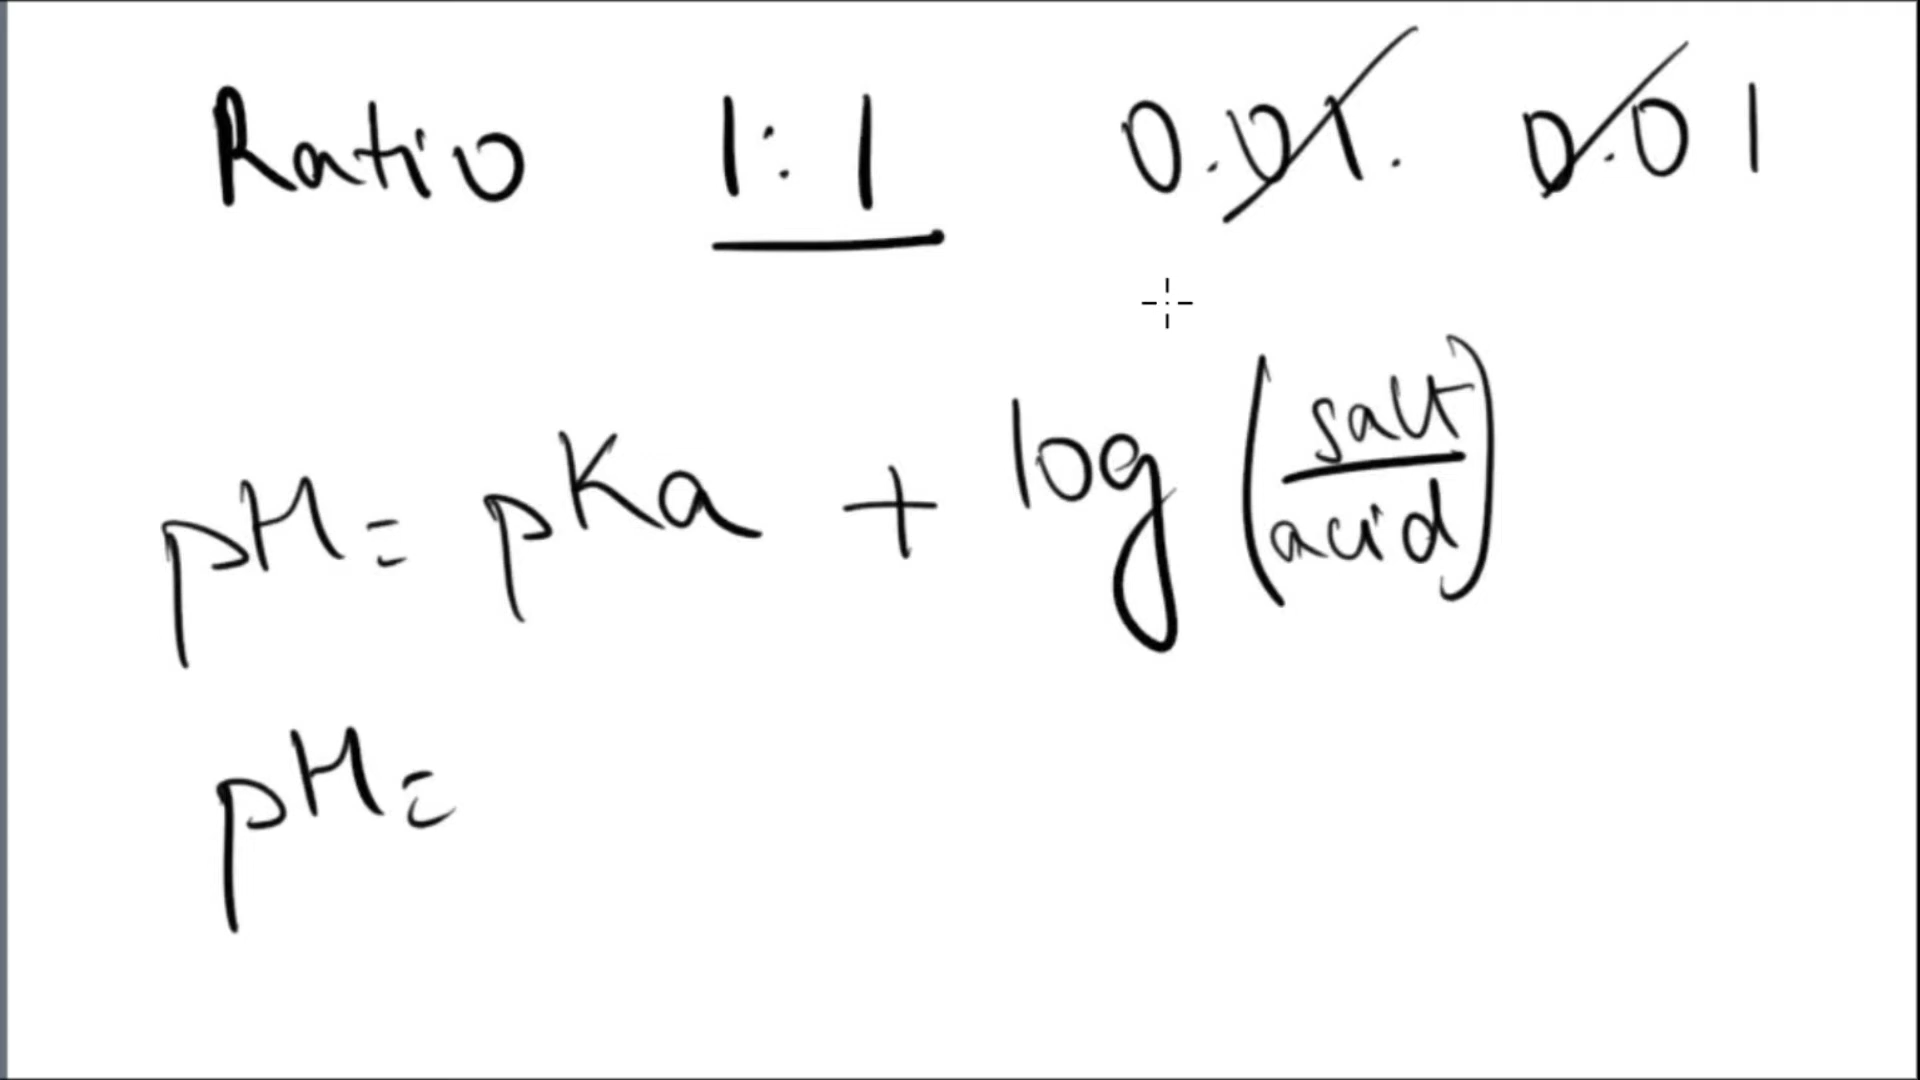 Ratio 1:1 0.01. 0.01
pH = pKa + log (salt/acid)
pH =